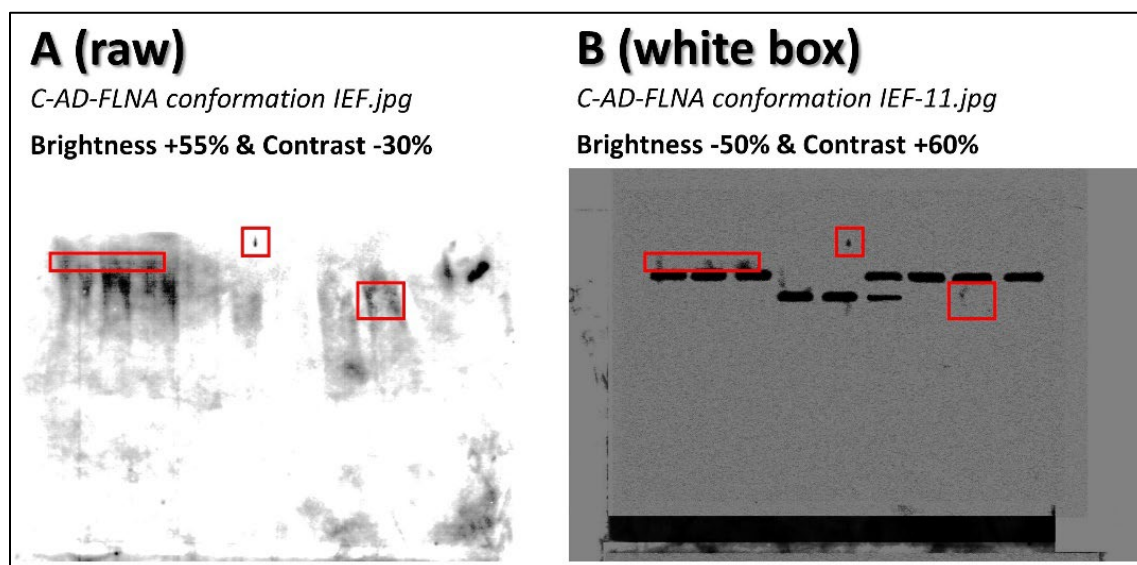 A (raw)
C-AD-FLNA conformation IEF.jpg
Brightness +55% & Contrast -30%
B (white box)
C-AD-FLNA conformation IEF-11.jpg
Brightness -50% & Contrast +60%